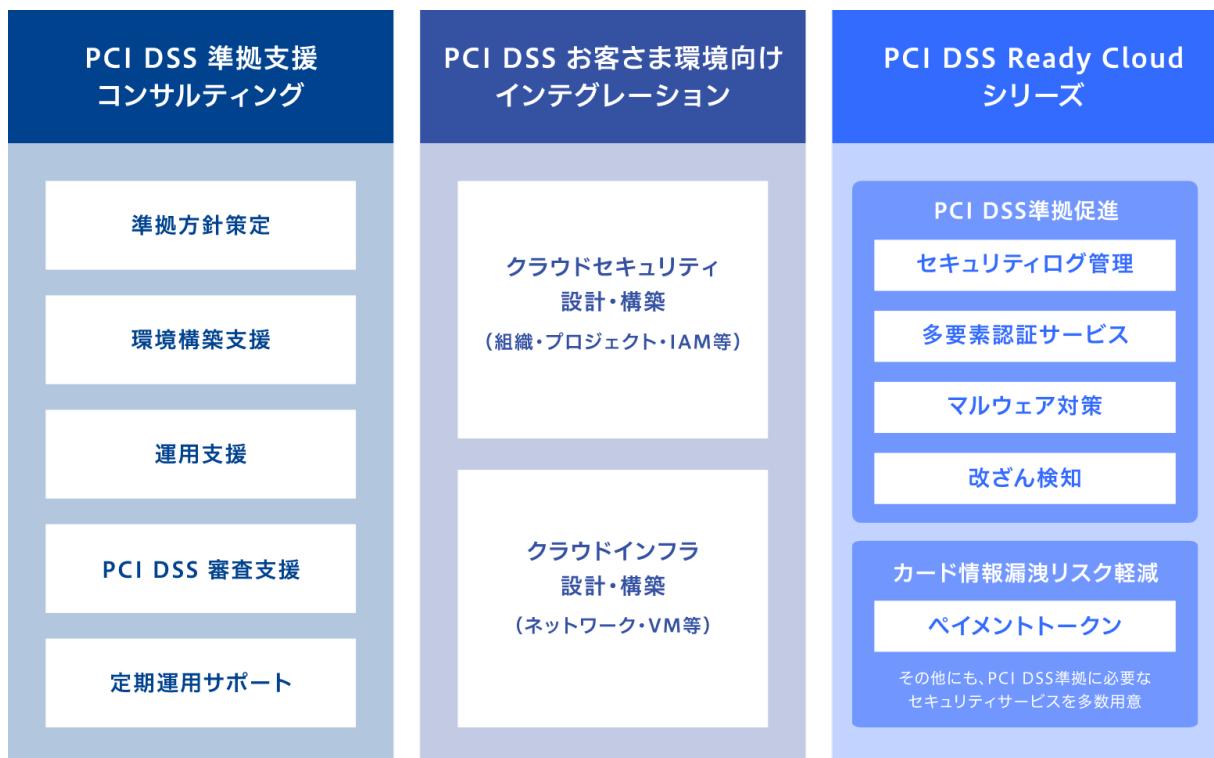 PCI DSS 準拠支援
コンサルティング
準拠方針策定
環境構築支援
運用支援
PCI DSS 審査支援
定期運用サポート
PCI DSS お客さま環境向け
インテグレーション
クラウドセキュリティ
設計・構築
(組織・プロジェクト・IAM等)
クラウドインフラ
設計・構築
(ネットワーク・VM等)
PCI DSS Ready Cloud
シリーズ
PCI DSS準拠促進
セキュリティログ管理
多要素認証サービス
マルウェア対策
改ざん検知
カード情報漏洩リスク軽減
ペイメントトークン
その他にも、PCI DSS準拠に必要な
セキュリティサービスを多数用意